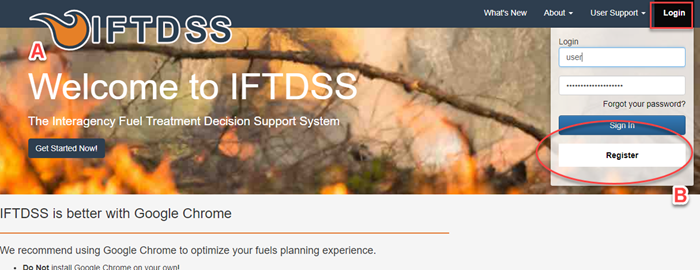 What's New About User Support Login
IFTDSS
A
Login
user
Welcome to IFTDSS
Forgot your password?
The Interagency Fuel Treatment Decision Support System
Sign In
Get Started Now!
Register
B
IFTDSS is better with Google Chrome
We recommend using Google Chrome to optimize your fuels planning experience.
Do Not install Google Chrome on your own!